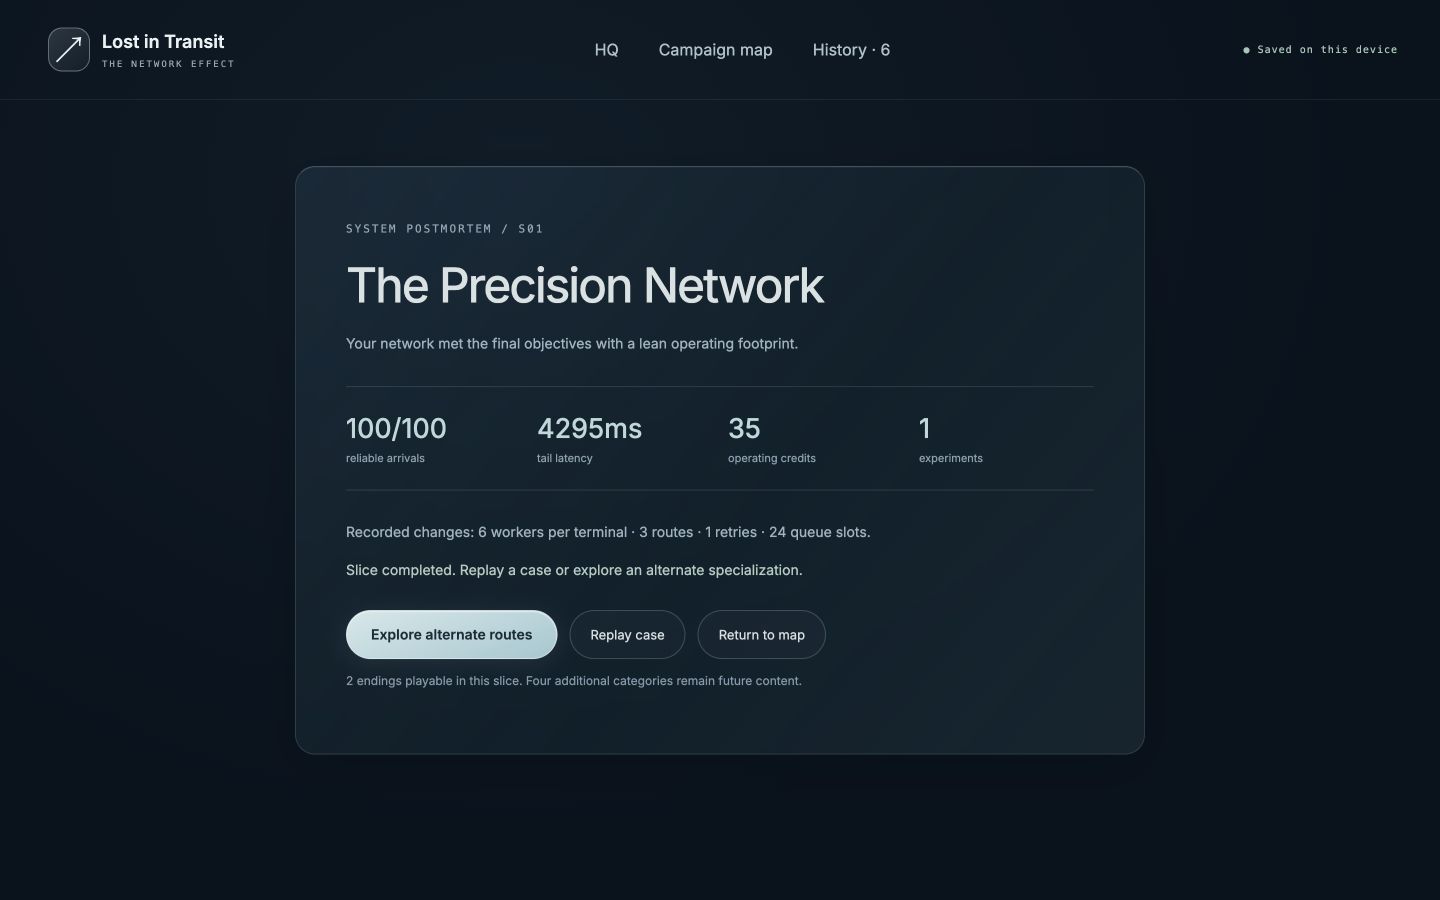 Lost in Transit
THE NETWORK EFFECT
HQ
Campaign map
History · 6
Saved on this device
SYSTEM POSTMORTEM / S01
The Precision Network
Your network met the final objectives with a lean operating footprint.
100/100
reliable arrivals
4295ms
tail latency
35
operating credits
1
experiments
Recorded changes: 6 workers per terminal · 3 routes · 1 retries · 24 queue slots.
Slice completed. Replay a case or explore an alternate specialization.
Explore alternate routes
Replay case
Return to map
2 endings playable in this slice. Four additional categories remain future content.